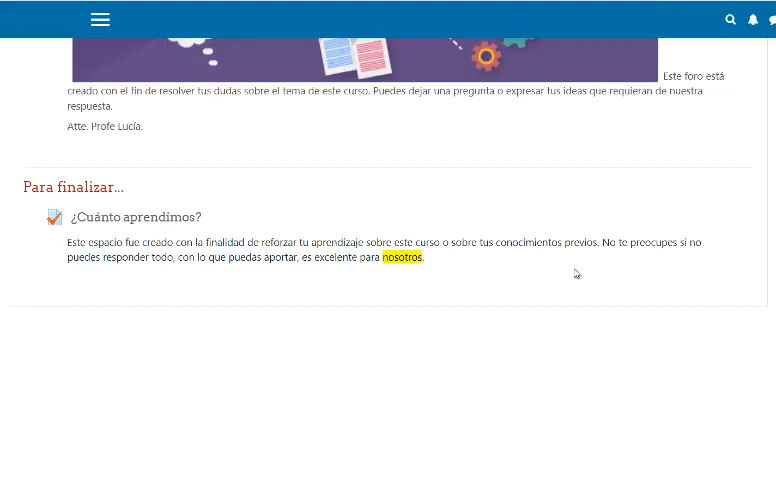 Este foro está
creado con el fin de resolver tus dudas sobre el tema de este curso. Puedes dejar una pregunta o expresar tus ideas que requieran de nuestra
respuesta.
Atte. Profe Lucía.
Para finalizar...
¿Cuánto aprendimos?
Este espacio fue creado con la finalidad de reforzar tu aprendizaje sobre este curso o sobre tus conocimientos previos. No te preocupes si no
puedes responder todo, con lo que puedas aportar, es excelente para nosotros.